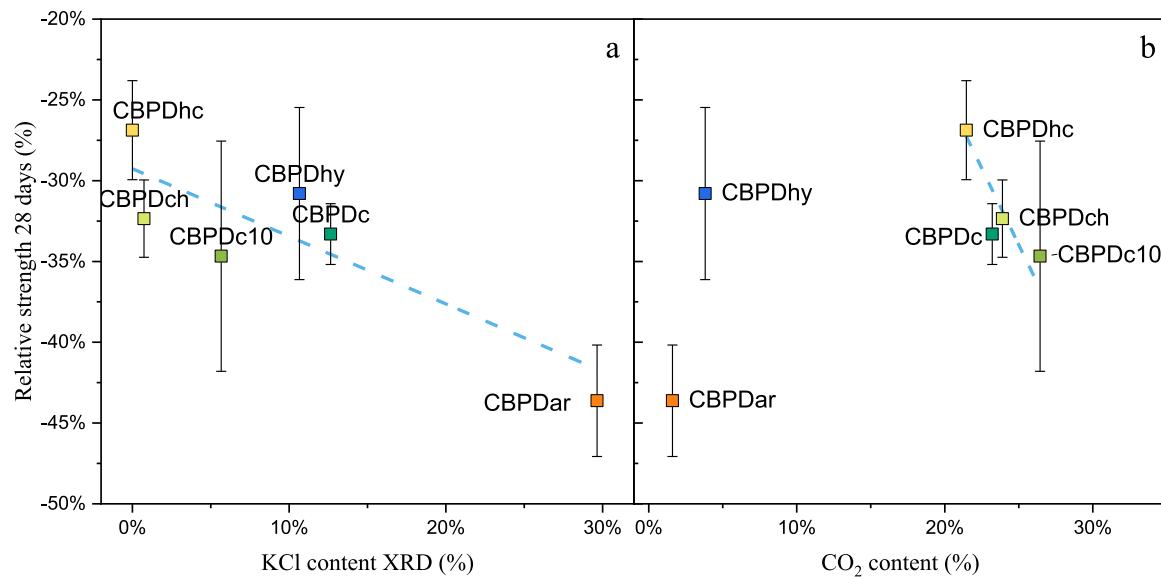 -20%
-25%
-30%
-35%
-40%
-45%
-50%
Relative strength 28 days (%)
a
CBPDhc
CBPDch
CBPDc10
CBPDhy
CBPDc
CBPDar
0%
10%
20%
30%
KCl content XRD (%)
b
CBPDhc
CBPDhy
CBPDch
CBPDc
CBPDc10
CBPDar
0%
10%
20%
30%
CO₂ content (%)